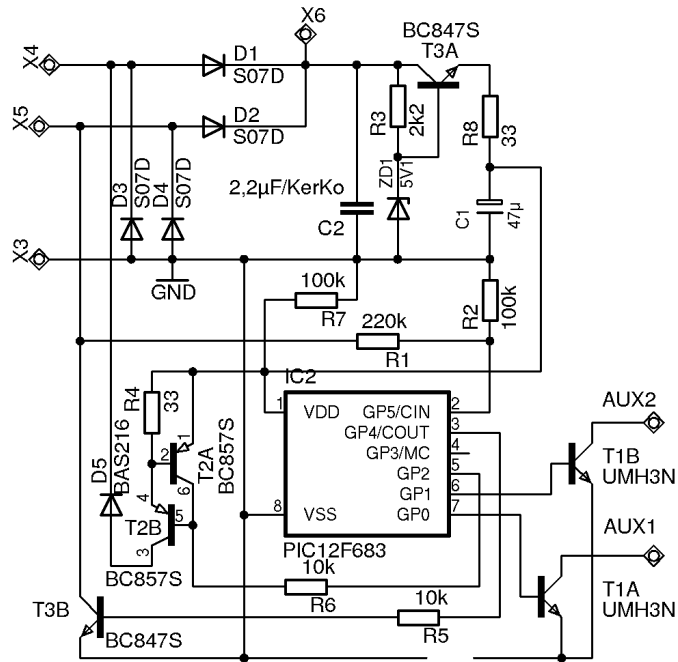 X6
BC847S
T3A
X4
D1
S07D
X5
D2
S07D
R3
2k2
R8
33
D3
S07D
D4
S07D
ZD1
5V1
2,2µF/KerKo
C2
C1
47µ
X3
GND
100k
R7
R2
100k
220k
R1
IC2
R4
33
1
VDD
GP5/CIN
2
GP4/COUT
3
GP3/MC
4
GP2
5
GP1
6
8
VSS
GP0
7
PIC12F683
AUX2
T1B
UMH3N
AUX1
T1A
UMH3N
D5
BAS216
1
2
6
T2A
BC857S
4
5
3
T2B
BC857S
10k
R6
10k
R5
T3B
BC847S